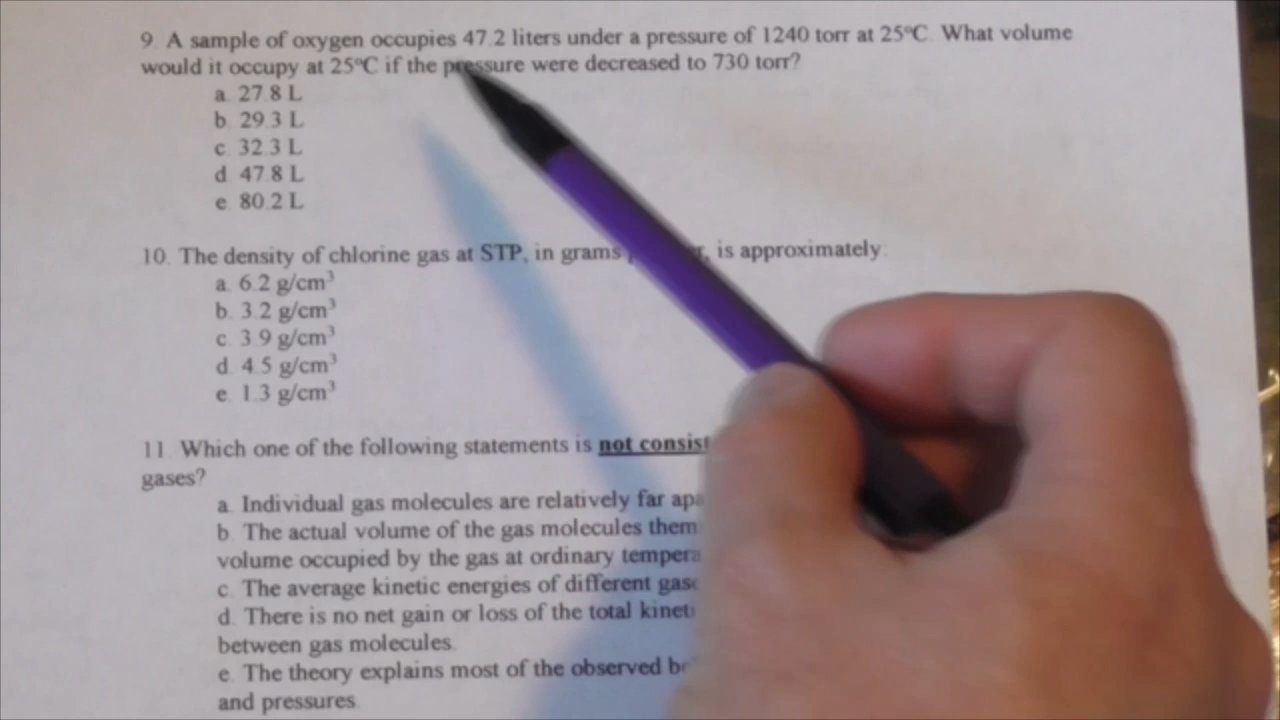 9. A sample of oxygen occupies 47.2 liters under a pressure of 1240 torr at 25°C. What volume
would it occupy at 25°C if the pressure were decreased to 730 torr?
a. 27.8 L
b. 29.3 L
c. 32.3 L
d. 47.8 L
e. 80.2 L
10. The density of chlorine gas at STP, in grams is approximately:
a. 6.2 g/cm³
b. 3.2 g/cm³
c. 3.9 g/cm³
d. 4.5 g/cm³
e. 1.3 g/cm³
11. Which one of the following statements is not
gases?
a. Individual gas molecules are relatively far
b. The actual volume of the gas molecules
volume occupied by the gas at ordinary
c. The average kinetic energies of different
d. There is no net gain or loss of the total
between gas molecules.
e. The theory explains most of the observed
and pressures.